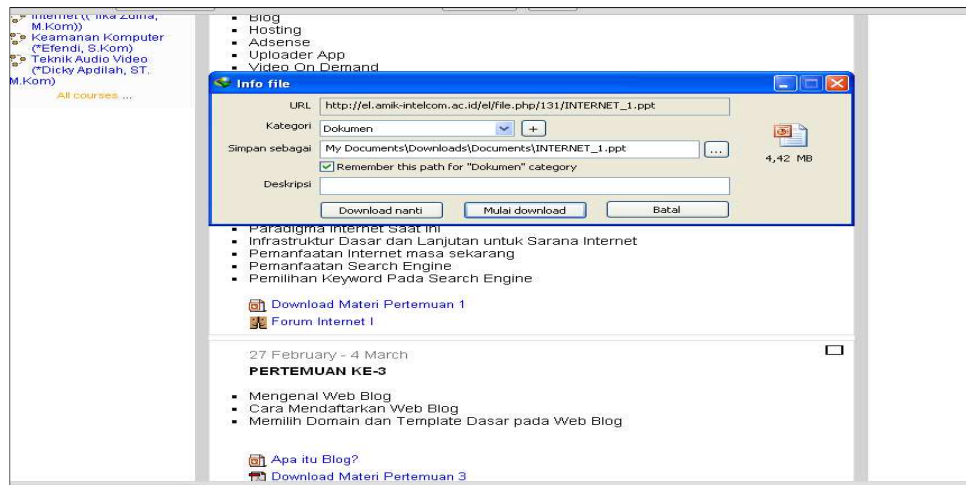 M.Kom))
Keamanan Komputer
(*Efendi, S.Kom)
Teknik Audio Video
(*Dicky Apdilah, ST.
M.Kom)
All courses ...
Blog
Hosting
Adsense
Uploader App
Video On Demand
Info file
URL http://el.amik-intelcom.ac.id/el/file.php/131/INTERNET_1.ppt
Kategori Dokumen +
Simpan sebagai My Documents\Downloads\Documents\INTERNET_1.ppt ...
Remember this path for "Dokumen" category
4,42 MB
Deskripsi
Download nanti Mulai download Batal
Paradigma Internet Saat ini
Infrastruktur Dasar dan Lanjutan untuk Sarana Internet
Pemanfaatan Internet masa sekarang
Pemanfaatan Search Engine
Pemilihan Keyword Pada Search Engine
Download Materi Pertemuan 1
Forum Internet I
27 February - 4 March
PERTEMUAN KE-3
Mengenal Web Blog
Cara Mendaftarkan Web Blog
Memilih Domain dan Template Dasar pada Web Blog
Apa itu Blog?
Download Materi Pertemuan 3